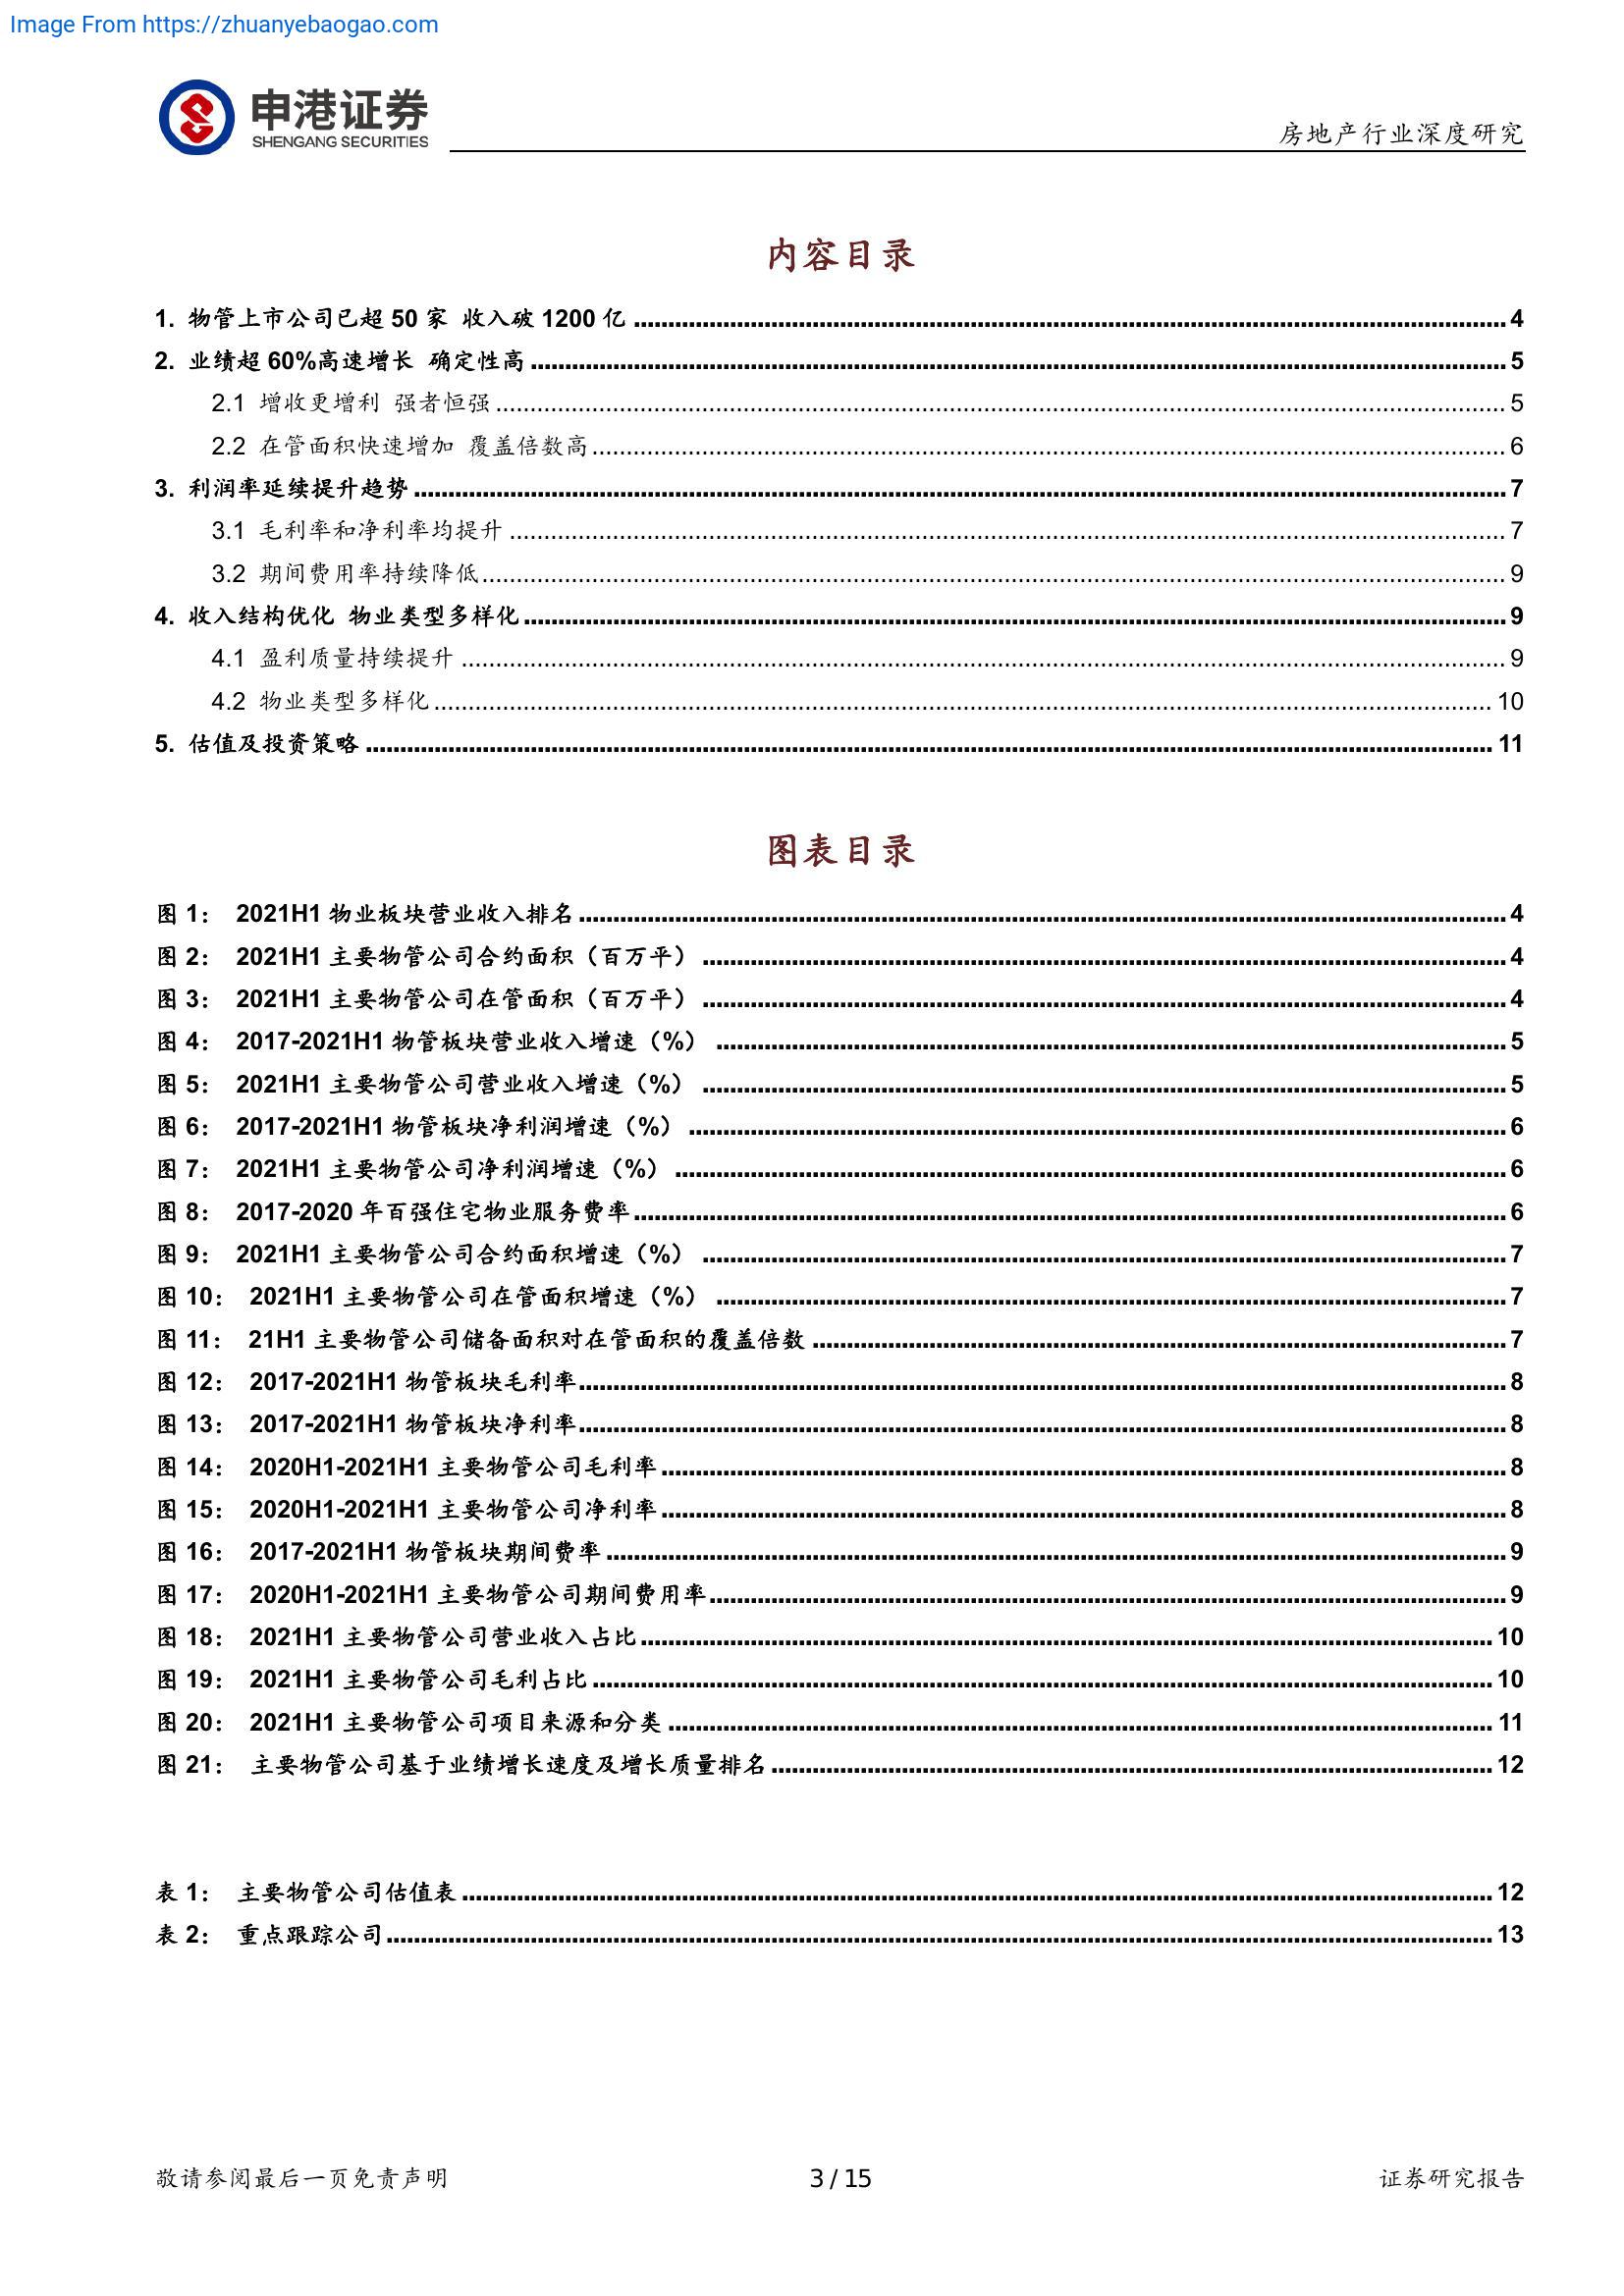 Image From https://zhuanyebaogao.com
申港证券
SHENGANG SECURITIES
房地产行业深度研究
内容目录
1. 物管上市公司已超 50 家 收入破 1200 亿 4
2. 业绩超 60%高速增长 确定性高 5
2.1 增收更增利 强者恒强 5
2.2 在管面积快速增加 覆盖倍数高 6
3. 利润率延续提升趋势 7
3.1 毛利率和净利率均提升 7
3.2 期间费用率持续降低 9
4. 收入结构优化 物业类型多样化 9
4.1 盈利质量持续提升 9
4.2 物业类型多样化 10
5. 估值及投资策略 11
图表目录
图 1： 2021H1 物业板块营业收入排名 4
图 2： 2021H1 主要物管公司合约面积（百万平） 4
图 3： 2021H1 主要物管公司在管面积（百万平） 4
图 4： 2017-2021H1 物管板块营业收入增速（%） 5
图 5： 2021H1 主要物管公司营业收入增速（%） 5
图 6： 2017-2021H1 物管板块净利润增速（%） 6
图 7： 2021H1 主要物管公司净利润增速（%） 6
图 8： 2017-2020 年百强住宅物业服务费率 6
图 9： 2021H1 主要物管公司合约面积增速（%） 7
图 10： 2021H1 主要物管公司在管面积增速（%） 7
图 11： 21H1 主要物管公司储备面积对在管面积的覆盖倍数 7
图 12： 2017-2021H1 物管板块毛利率 8
图 13： 2017-2021H1 物管板块净利率 8
图 14： 2020H1-2021H1 主要物管公司毛利率 8
图 15： 2020H1-2021H1 主要物管公司净利率 8
图 16： 2017-2021H1 物管板块期间费率 9
图 17： 2020H1-2021H1 主要物管公司期间费用率 9
图 18： 2021H1 主要物管公司营业收入占比 10
图 19： 2021H1 主要物管公司毛利占比 10
图 20： 2021H1 主要物管公司项目来源和分类 11
图 21： 主要物管公司基于业绩增长速度及增长质量排名 12
表 1： 主要物管公司估值表 12
表 2： 重点跟踪公司 13
敬请参阅最后一页免责声明
3 / 15
证券研究报告